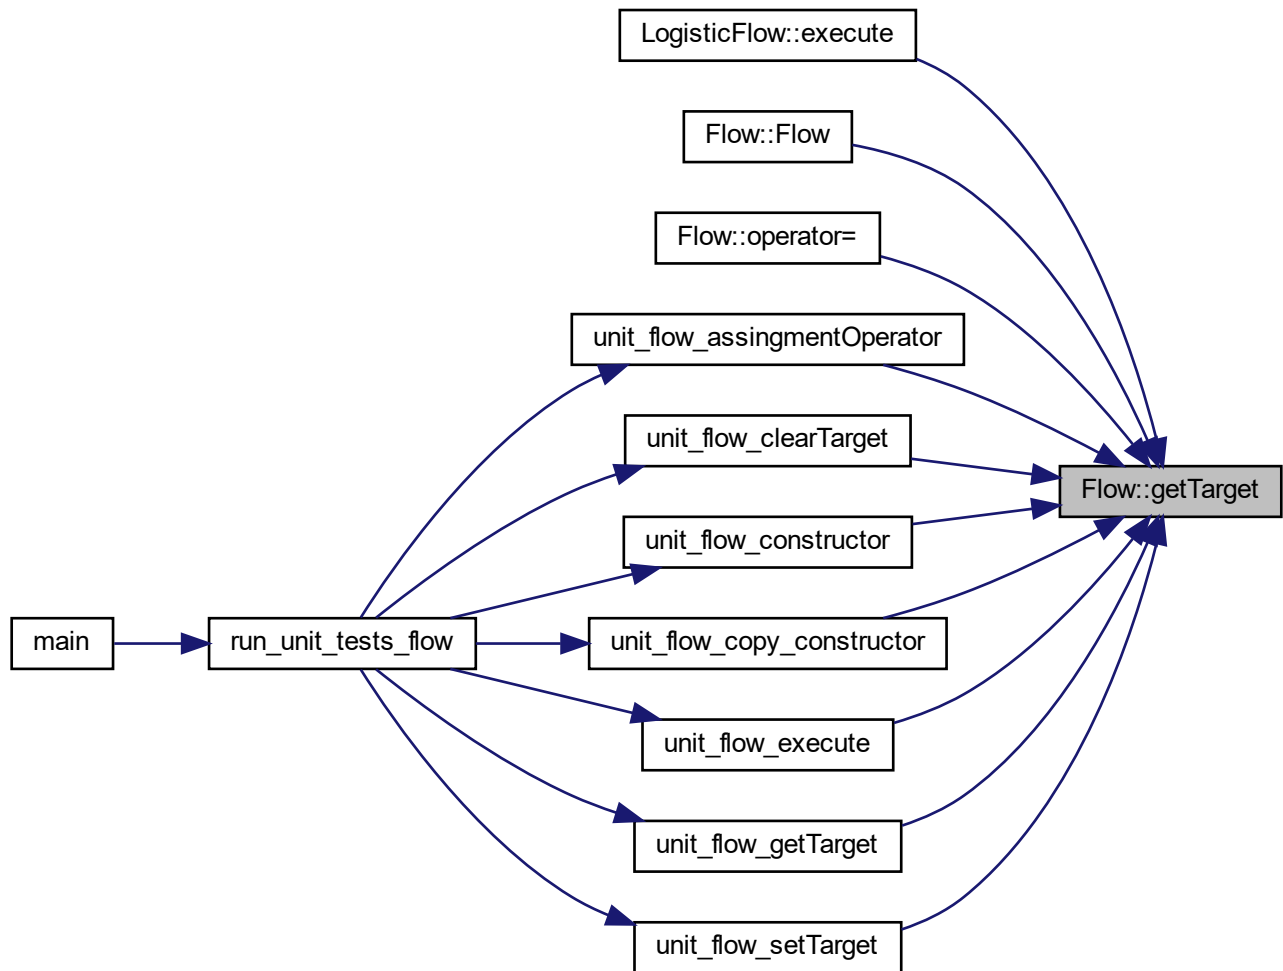 LogisticFlow::execute
Flow::Flow
Flow::operator=
unit_flow_assingmentOperator
unit_flow_clearTarget
Flow::getTarget
unit_flow_constructor
main
run_unit_tests_flow
unit_flow_copy_constructor
unit_flow_execute
unit_flow_getTarget
unit_flow_setTarget